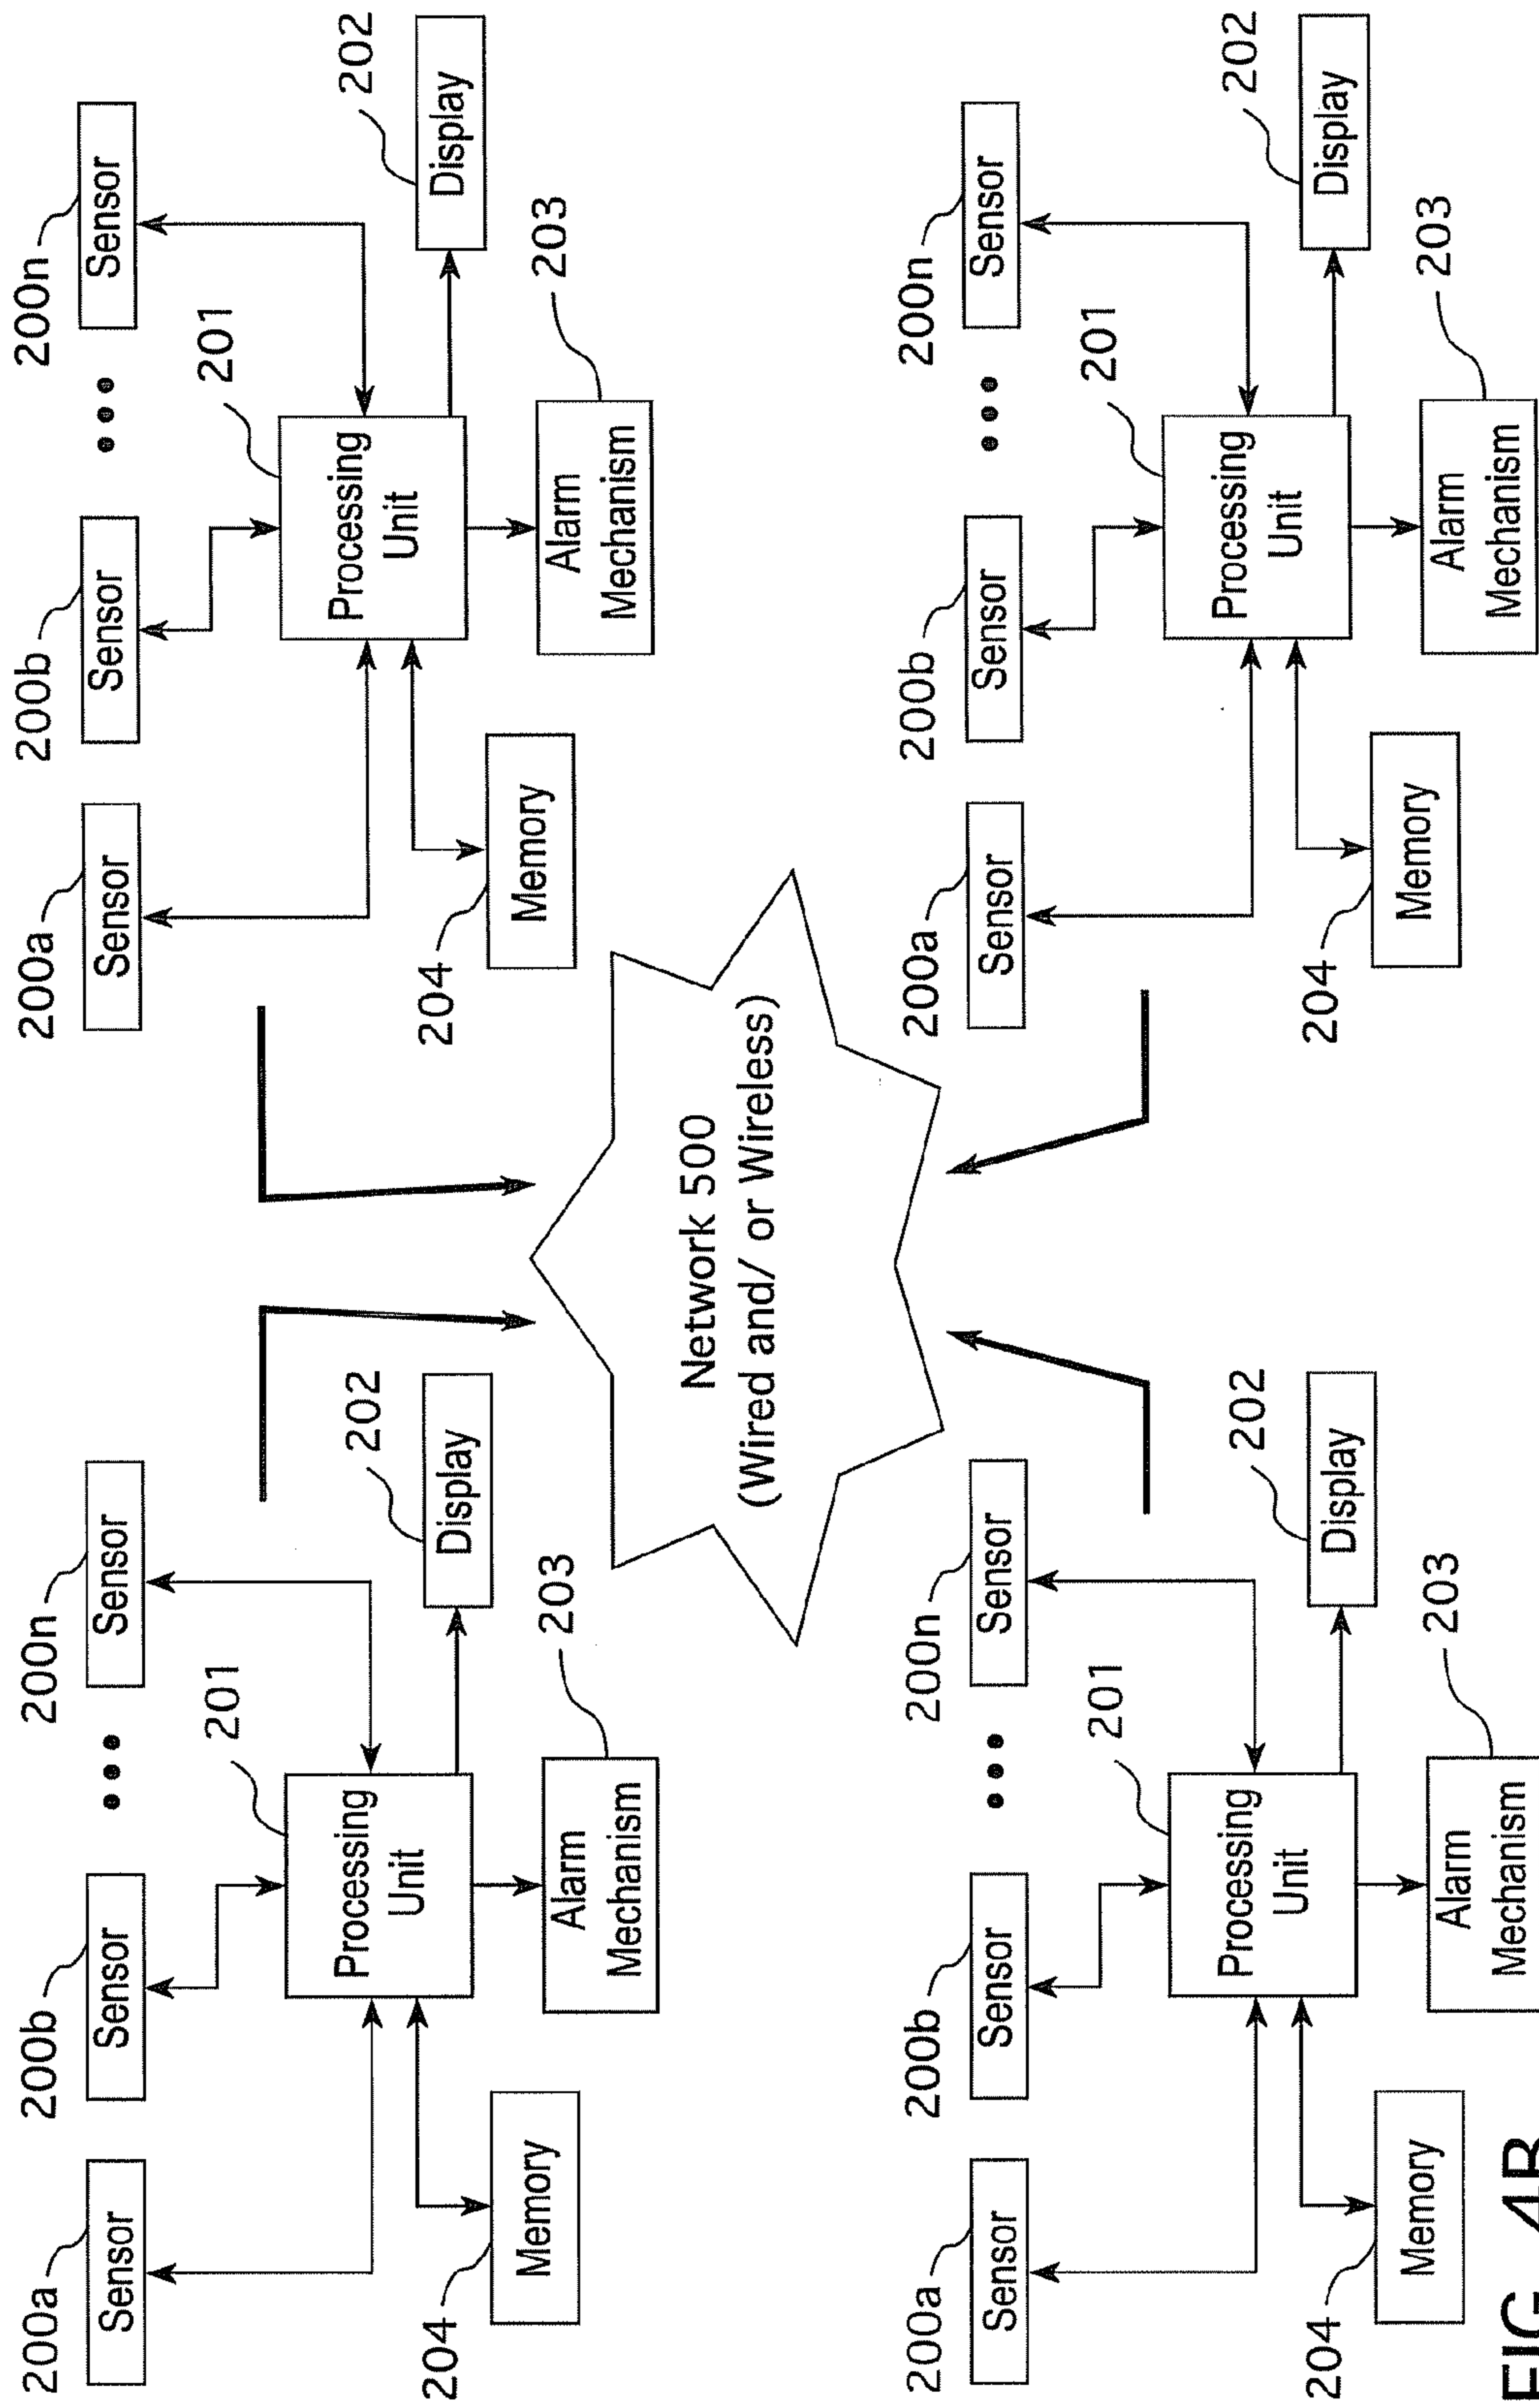 200a
200b
200n
Sensor
Sensor
• • •
Sensor
201
202
Processing
Unit
Display
204
Memory
Alarm
Mechanism
203
200a
200b
200n
Sensor
Sensor
• • •
Sensor
201
202
Processing
Unit
Display
204
Memory
Alarm
Mechanism
203
Network 500
(Wired and/ or Wireless)
200a
200b
200n
Sensor
Sensor
• • •
Sensor
201
202
Processing
Unit
Display
204
Memory
Alarm
Mechanism
203
200a
200b
200n
Sensor
Sensor
• • •
Sensor
201
202
Processing
Unit
Display
204
Memory
Alarm
Mechanism
203
FIG. 4B